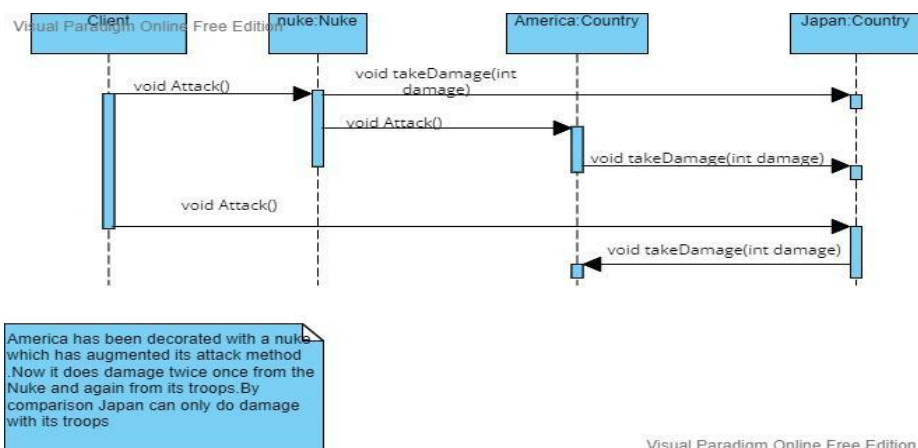 Visual Paradigm Online Free Edition
Client
nuke:Nuke
America:Country
Japan:Country
void Attack()
void takeDamage(int
damage)
void Attack()
void takeDamage(int damage)
void Attack()
void takeDamage(int damage)
America has been decorated with a nuke
which has augmented its attack method
.Now it does damage twice once from the
Nuke and again from its troops.By
comparison Japan can only do damage
with its troops
Visual Paradigm Online Free Edition